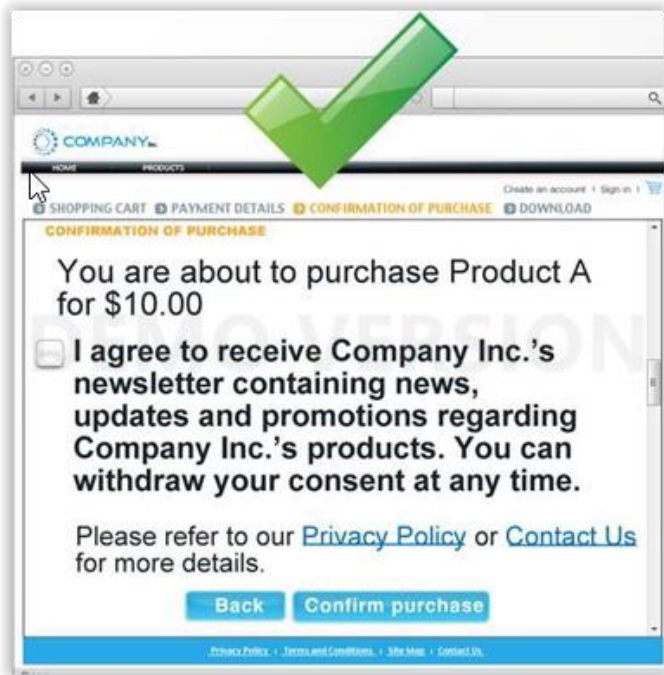 COMPANY Inc.
HOME PRODUCTS
Create an account | Sign in |
SHOPPING CART PAYMENT DETAILS CONFIRMATION OF PURCHASE DOWNLOAD
CONFIRMATION OF PURCHASE
You are about to purchase Product A
for $10.00
DEMO VERSION
I agree to receive Company Inc.'s
newsletter containing news,
updates and promotions regarding
Company Inc.'s products. You can
withdraw your consent at any time.
Please refer to our Privacy Policy or Contact Us
for more details.
Back Confirm purchase
Privacy Policy | Terms and Conditions | Site Map | Contact Us